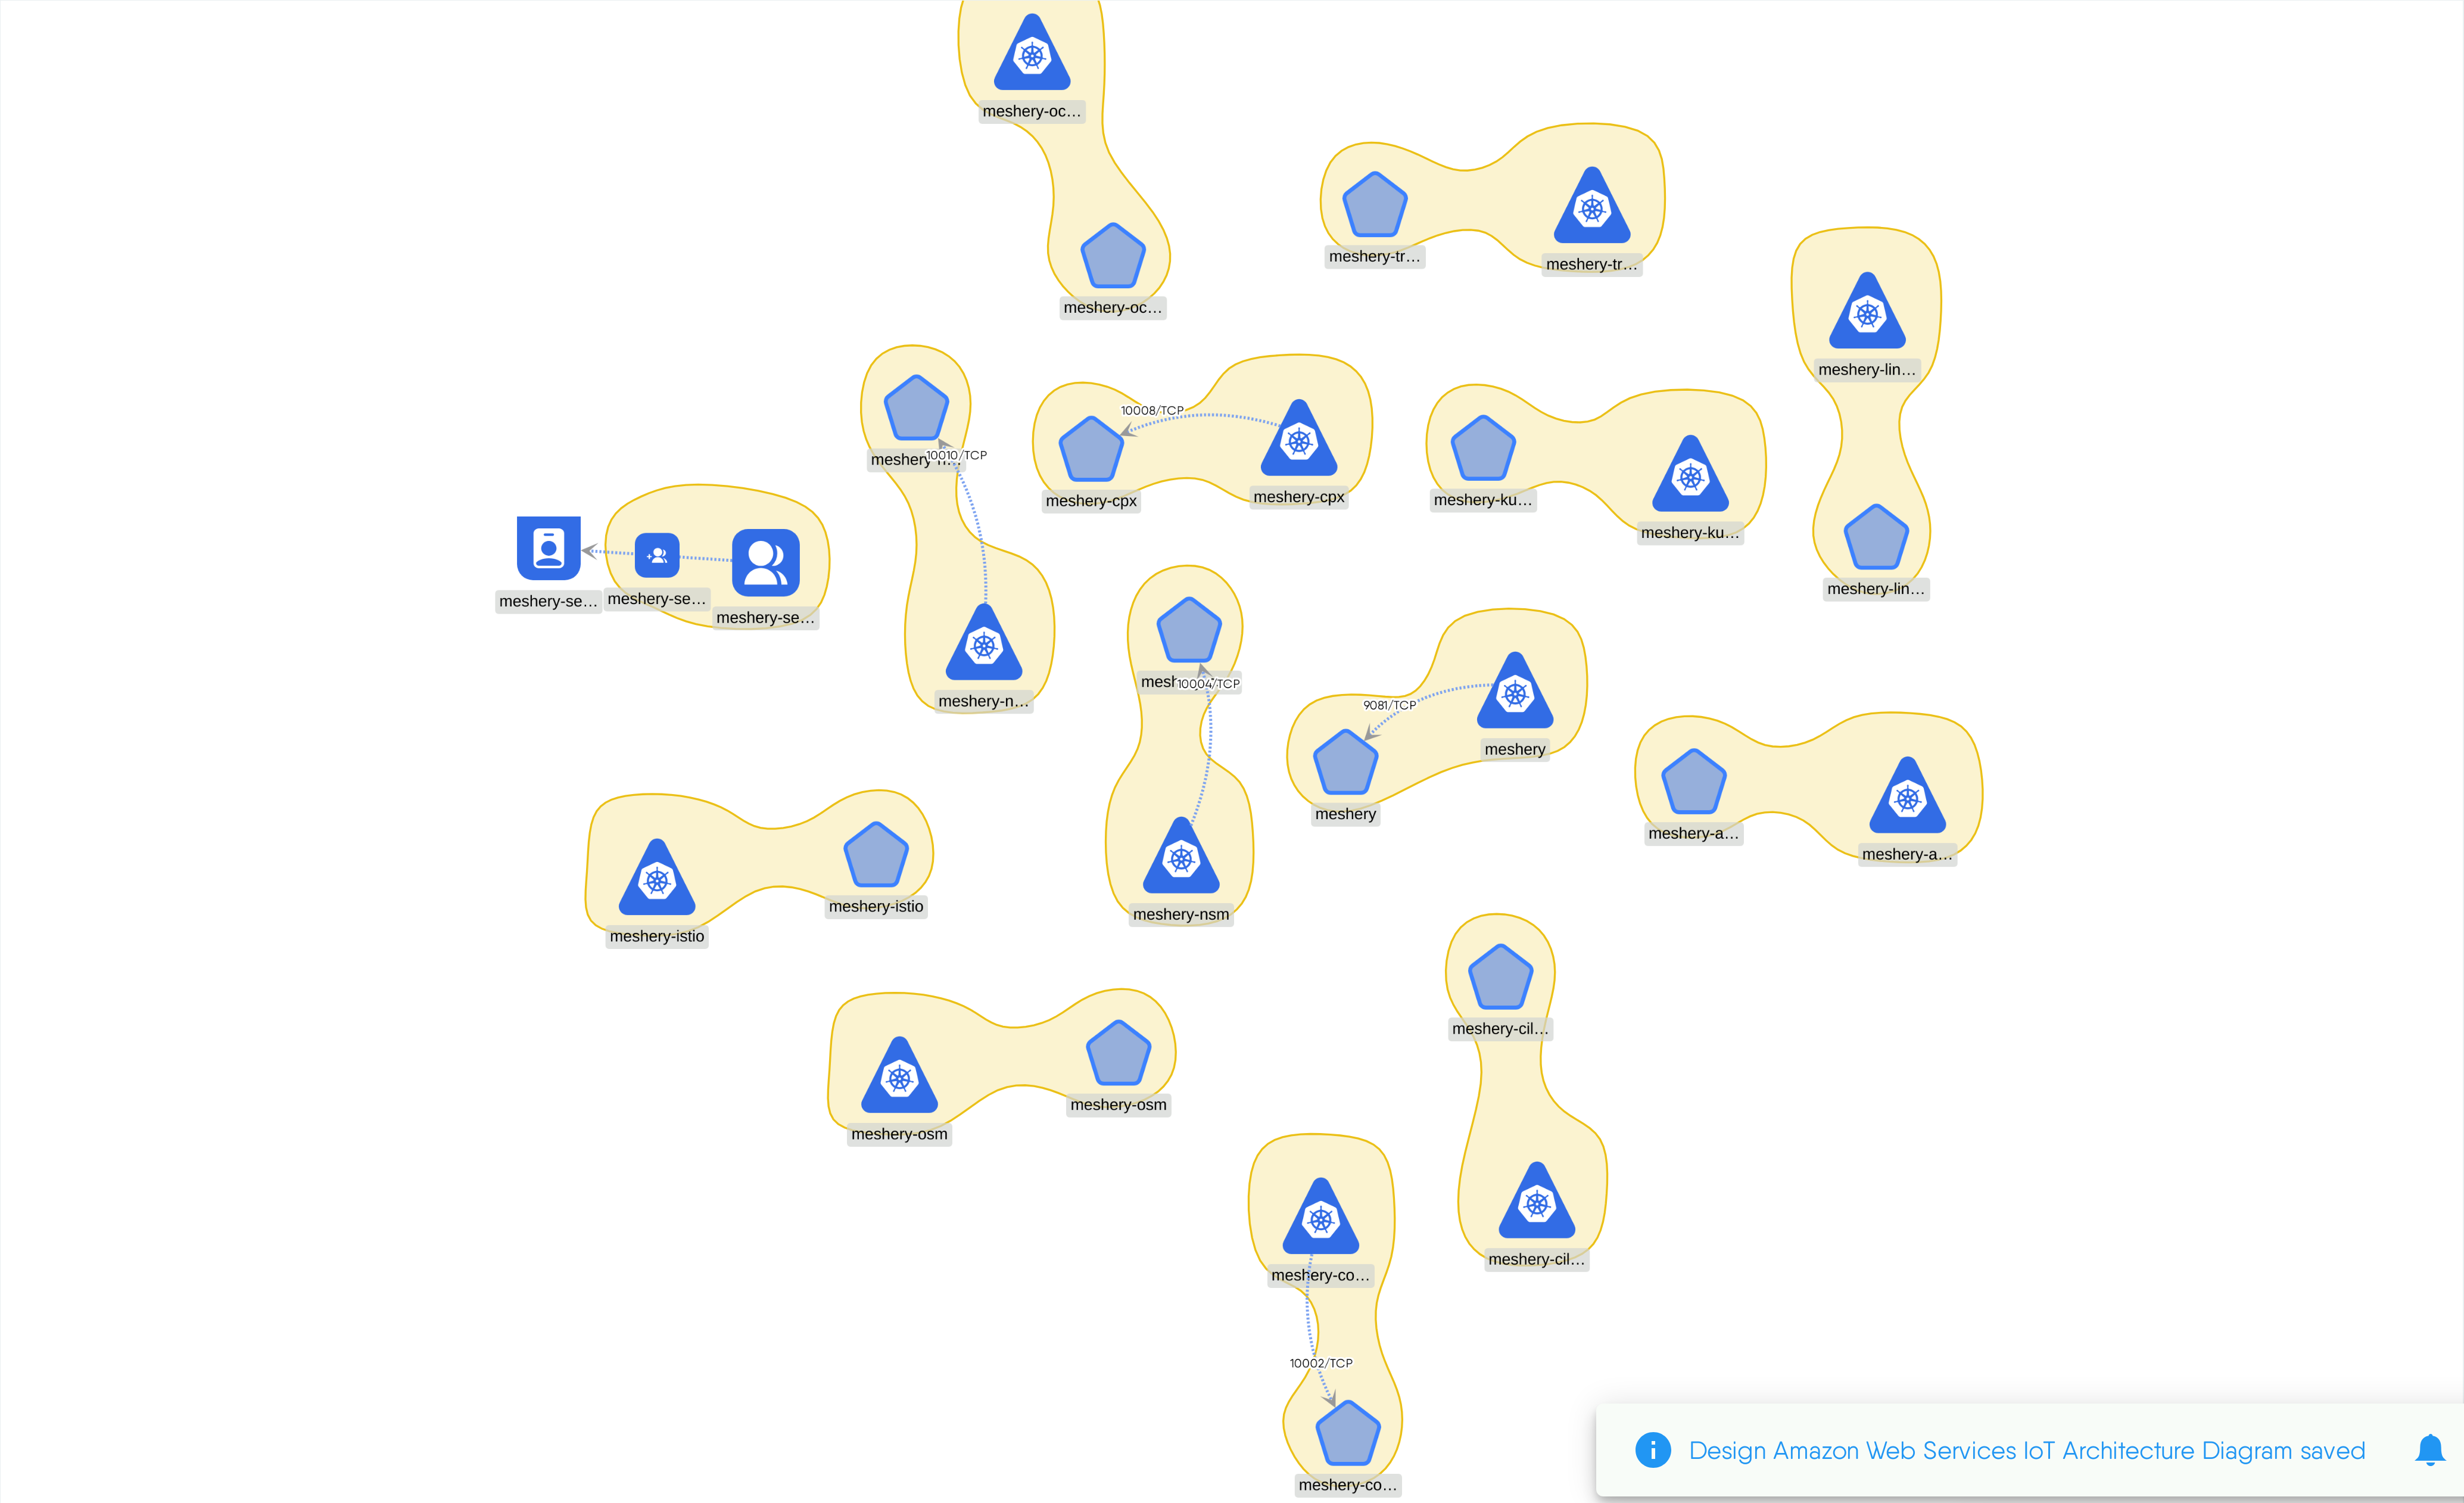 meshery-oc...
meshery-oc...
meshery-tr...
meshery-tr...
meshery-lin...
meshery-lin...
10010/TCP
meshery-n...
10008/TCP
meshery-cpx
meshery-cpx
meshery-ku...
meshery-ku...
meshery-se...
meshery-se...
meshery-se...
10004/TCP
meshery-nsm
9081/TCP
meshery
meshery
meshery-a...
meshery-a...
meshery-istio
meshery-istio
meshery-osm
meshery-osm
meshery-cil...
meshery-cil...
meshery-co...
10002/TCP
meshery-co...
Design Amazon Web Services IoT Architecture Diagram saved